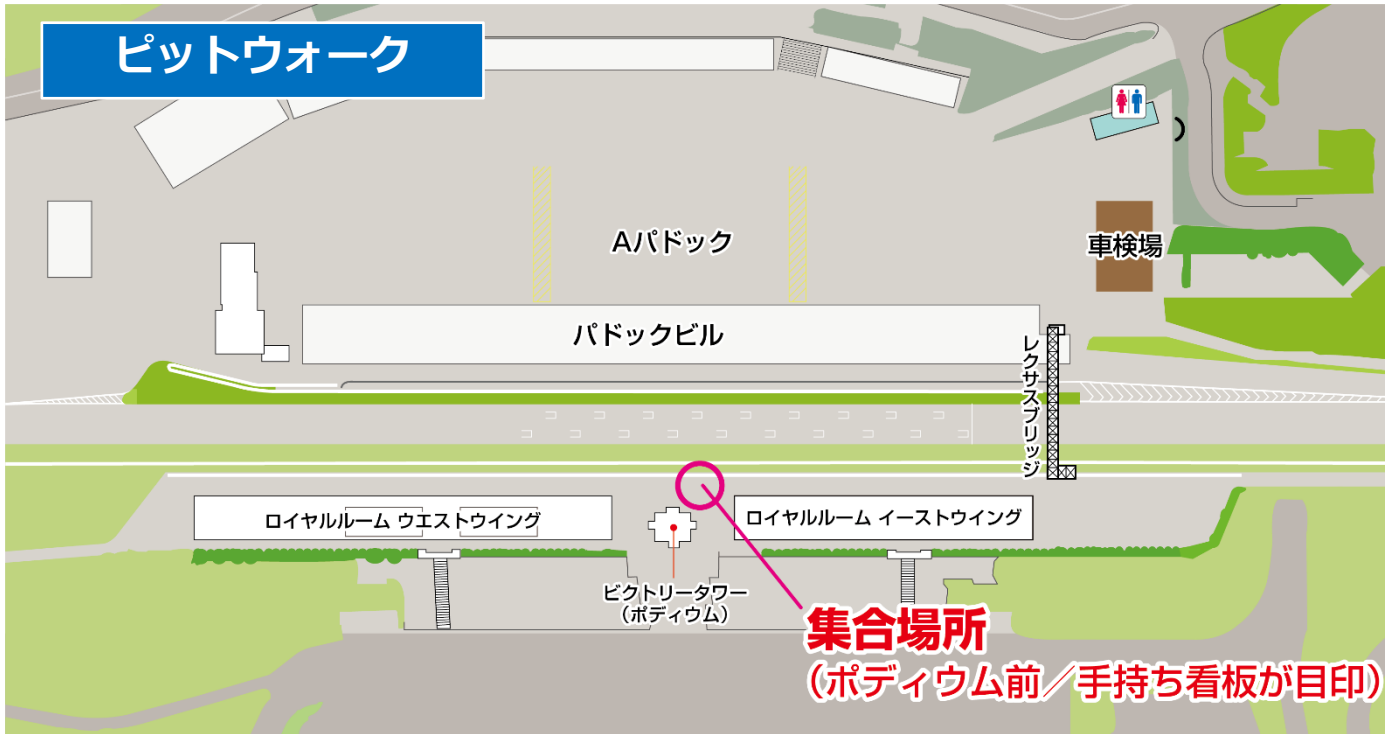 ピットウォーク
Aパドック
車検場
パドックビル
レクサスブリッジ
ロイヤルルーム ウエストウイング
ロイヤルルーム イーストウイング
ビクトリータワー
（ポディウム）
集合場所
（ポディウム前／手持ち看板が目印）